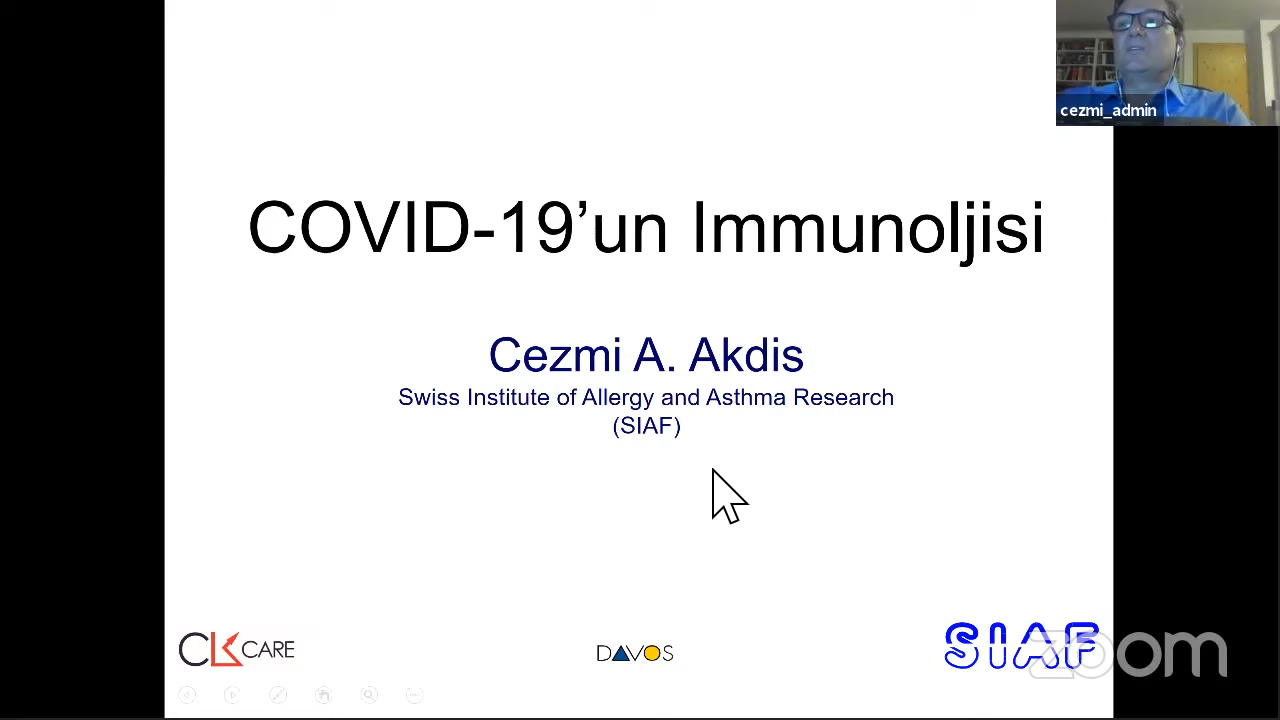 cezmi_admin
COVID-19’un Immunoljisi
Cezmi A. Akdis
Swiss Institute of Allergy and Asthma Research
(SIAF)
CK CARE
DAVOS
SIAF
zoom